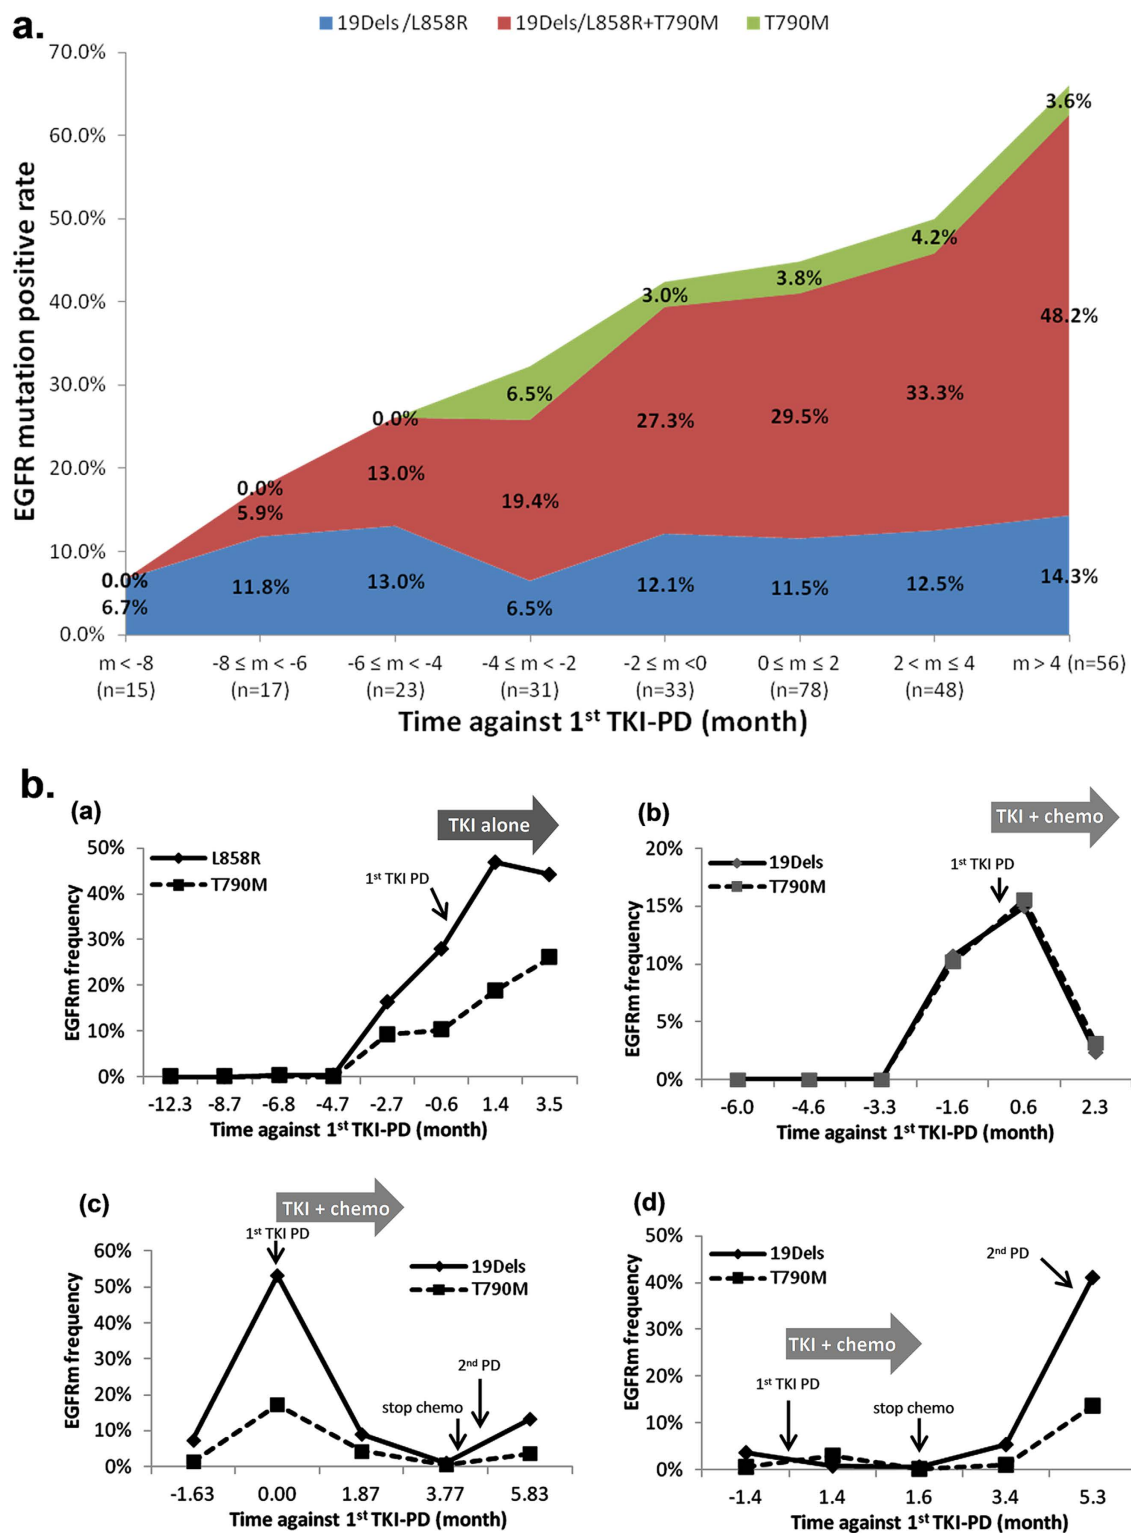 a.
19Dels/L858R 19Dels/L858R+T790M T790M
70.0%
60.0%
50.0%
40.0%
30.0%
20.0%
10.0%
0.0%
EGFR mutation positive rate
0.0%
6.7%
0.0%
5.9%
11.8%
0.0%
13.0%
13.0%
6.5%
19.4%
6.5%
3.0%
27.3%
12.1%
3.8%
29.5%
11.5%
4.2%
33.3%
12.5%
3.6%
48.2%
14.3%
m < -8 -8 ≤ m < -6 -6 ≤ m < -4 -4 ≤ m < -2 -2 ≤ m <0 0 ≤ m ≤ 2 2 < m ≤ 4 m > 4 (n=56)
(n=15) (n=17) (n=23) (n=31) (n=33) (n=78) (n=48)
Time against 1st TKI-PD (month)
b.
(a)
TKI alone
L858R
T790M
1st TKI PD
50%
40%
30%
20%
10%
0%
EGFRm frequency
-12.3 -8.7 -6.8 -4.7 -2.7 -0.6 1.4 3.5
Time against 1st TKI-PD (month)
(b)
TKI + chemo
19Dels
T790M
1st TKI PD
20%
15%
10%
5%
0%
EGFRm frequency
-6.0 -4.6 -3.3 -1.6 0.6 2.3
Time against 1st TKI-PD (month)
(c)
TKI + chemo
1st TKI PD
19Dels
T790M
2nd PD
stop chemo
60%
50%
40%
30%
20%
10%
0%
EGFRm frequency
-1.63 0.00 1.87 3.77 5.83
Time against 1st TKI-PD (month)
(d)
19Dels
T790M
2nd PD
TKI + chemo
1st TKI PD
stop chemo
50%
40%
30%
20%
10%
0%
EGFRm frequency
-1.4 1.4 1.6 3.4 5.3
Time against 1st TKI-PD (month)